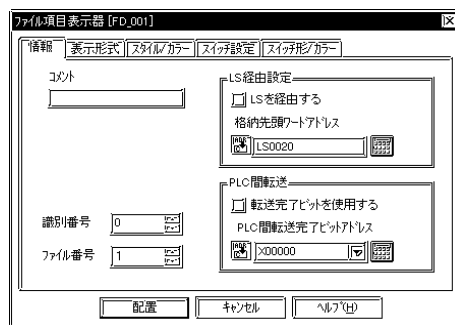 ファイル項目表示器 [FD_001]
情報 表示形式 スタイル/カラー スイッチ設定 スイッチ形/カラー
コメント
LS経由設定
LSを経由する
格納先頭ワードアドレス
LS0020
PLC間転送
転送完了ビットを使用する
PLC間転送完了ビットアドレス
X00000
識別番号 0
ファイル番号 1
配置 キャンセル ヘルプ(H)